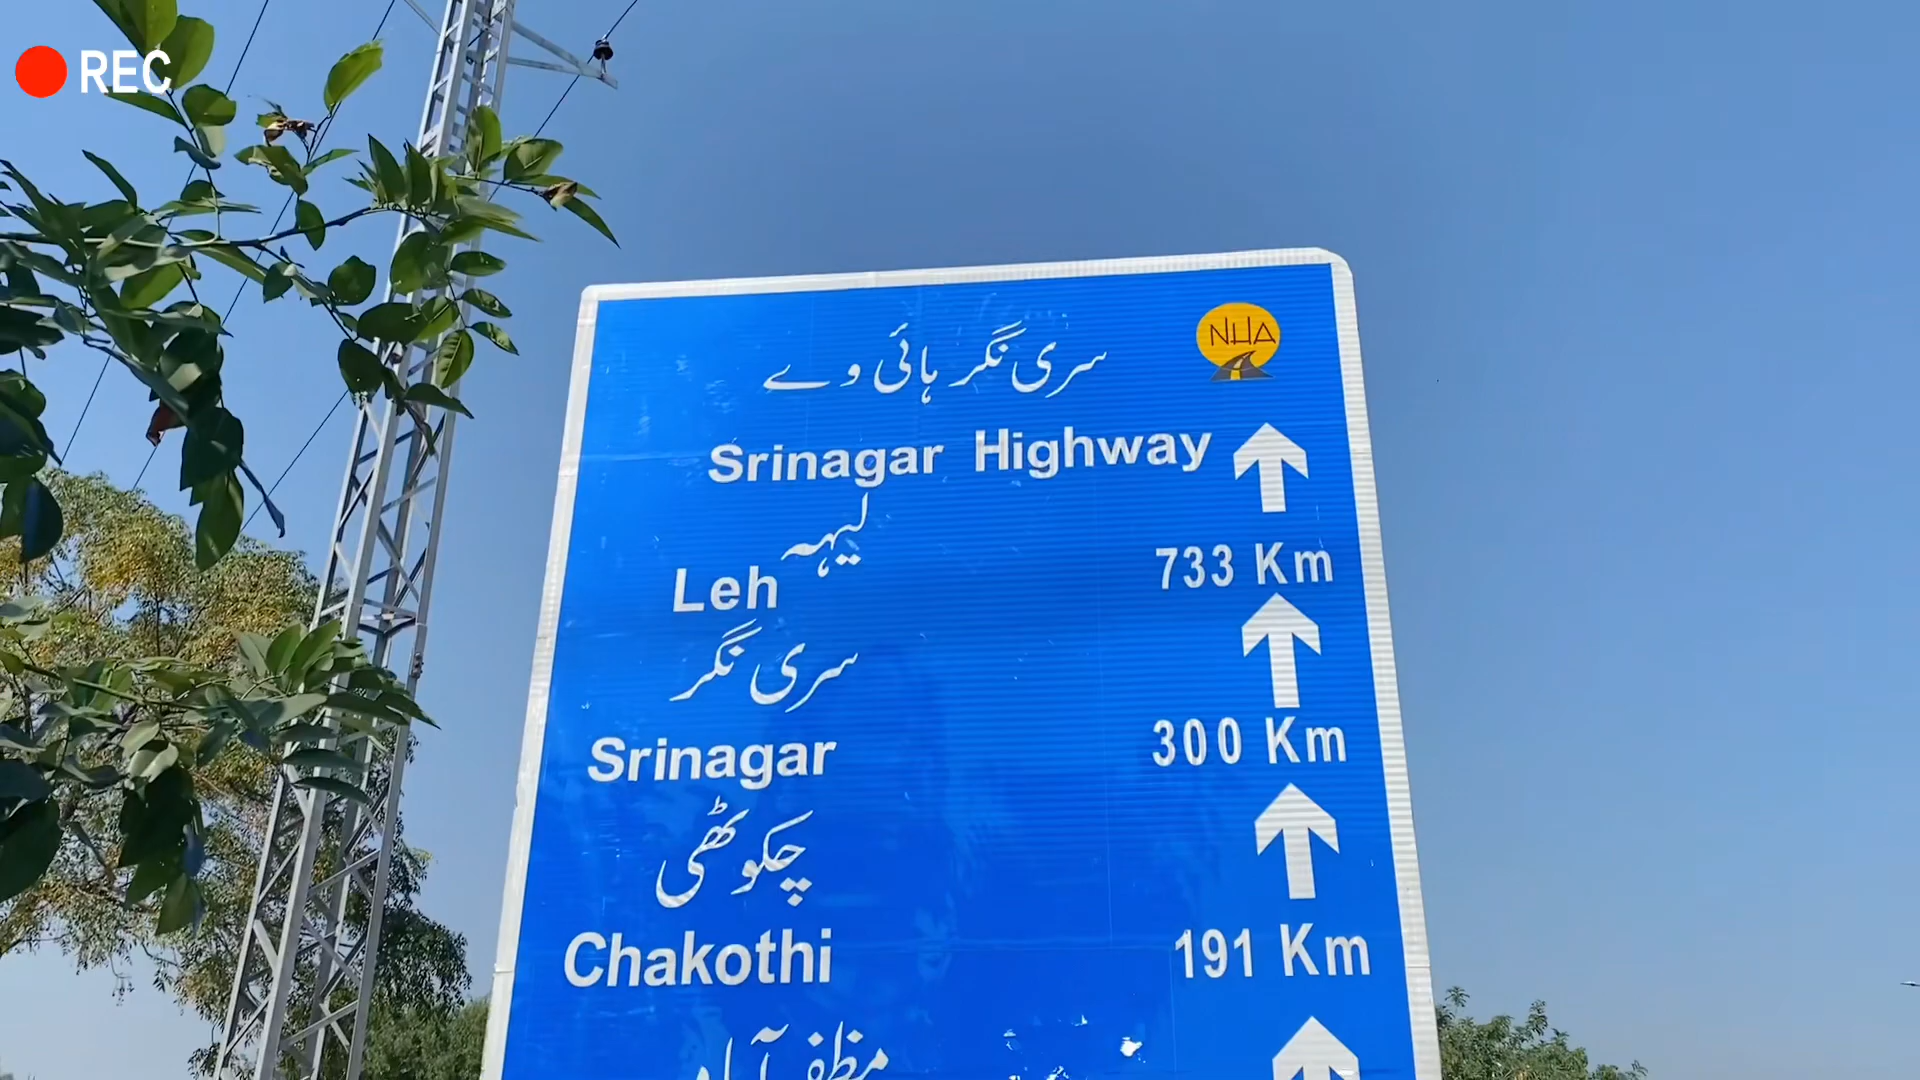 REC
NHA
سری نگر ہائی وے
Srinagar Highway
لیہہ
Leh 733 Km
سری نگر
Srinagar 300 Km
چکوٹھی
Chakothi 191 Km